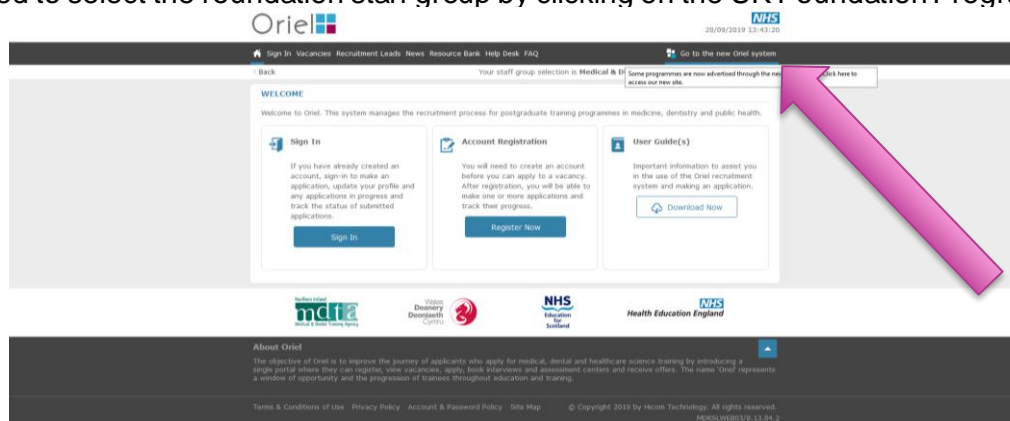 to select the foundation staff group by clicking on the UK Foundation Progr
Oriel
NHS
20/09/2019 13:43:20
Sign In Vacancies Recruitment Leads News Resource Bank Help Desk FAQ
Go to the new Oriel system
Back
Your staff group selection is Medical & D
Some programmes are now advertised through the
click here to
access our new site.
WELCOME
Welcome to Oriel. This system manages the recruitment process for postgraduate training programmes in medicine, dentistry and public health.
Sign In
If you have already created an
account, sign-in to make an
application, update your profile and
any applications in progress and
track the status of submitted
applications.
Sign In
Account Registration
You will need to create an account
before you can apply to a vacancy.
After registration, you will be able to
make one or more applications and
track their progress.
Register Now
User Guide(s)
Important information to assist you
in the use of the Oriel recruitment
system and making an application.
Download Now
Northern Ireland
mdta
Medical & Dental Training Agency
Wales
Deanery
Deoniaeth
Cymru
NHS
Education
for
Scotland
NHS
Health Education England
About Oriel
The objective of Oriel is to improve the journey of applicants who apply for medical, dental and healthcare science training by introducing a
single portal where they can register, view vacancies, apply, book interviews and assessment centers and receive offers. The name 'Oriel' represents
a window of opportunity and the progression of trainees throughout education and training.
Terms & Conditions of Use Privacy Policy Account & Password Policy Site Map
© Copyright 2019 by Hicom Technology. All rights reserved.
MDRSLWEB03/8.13.04.2